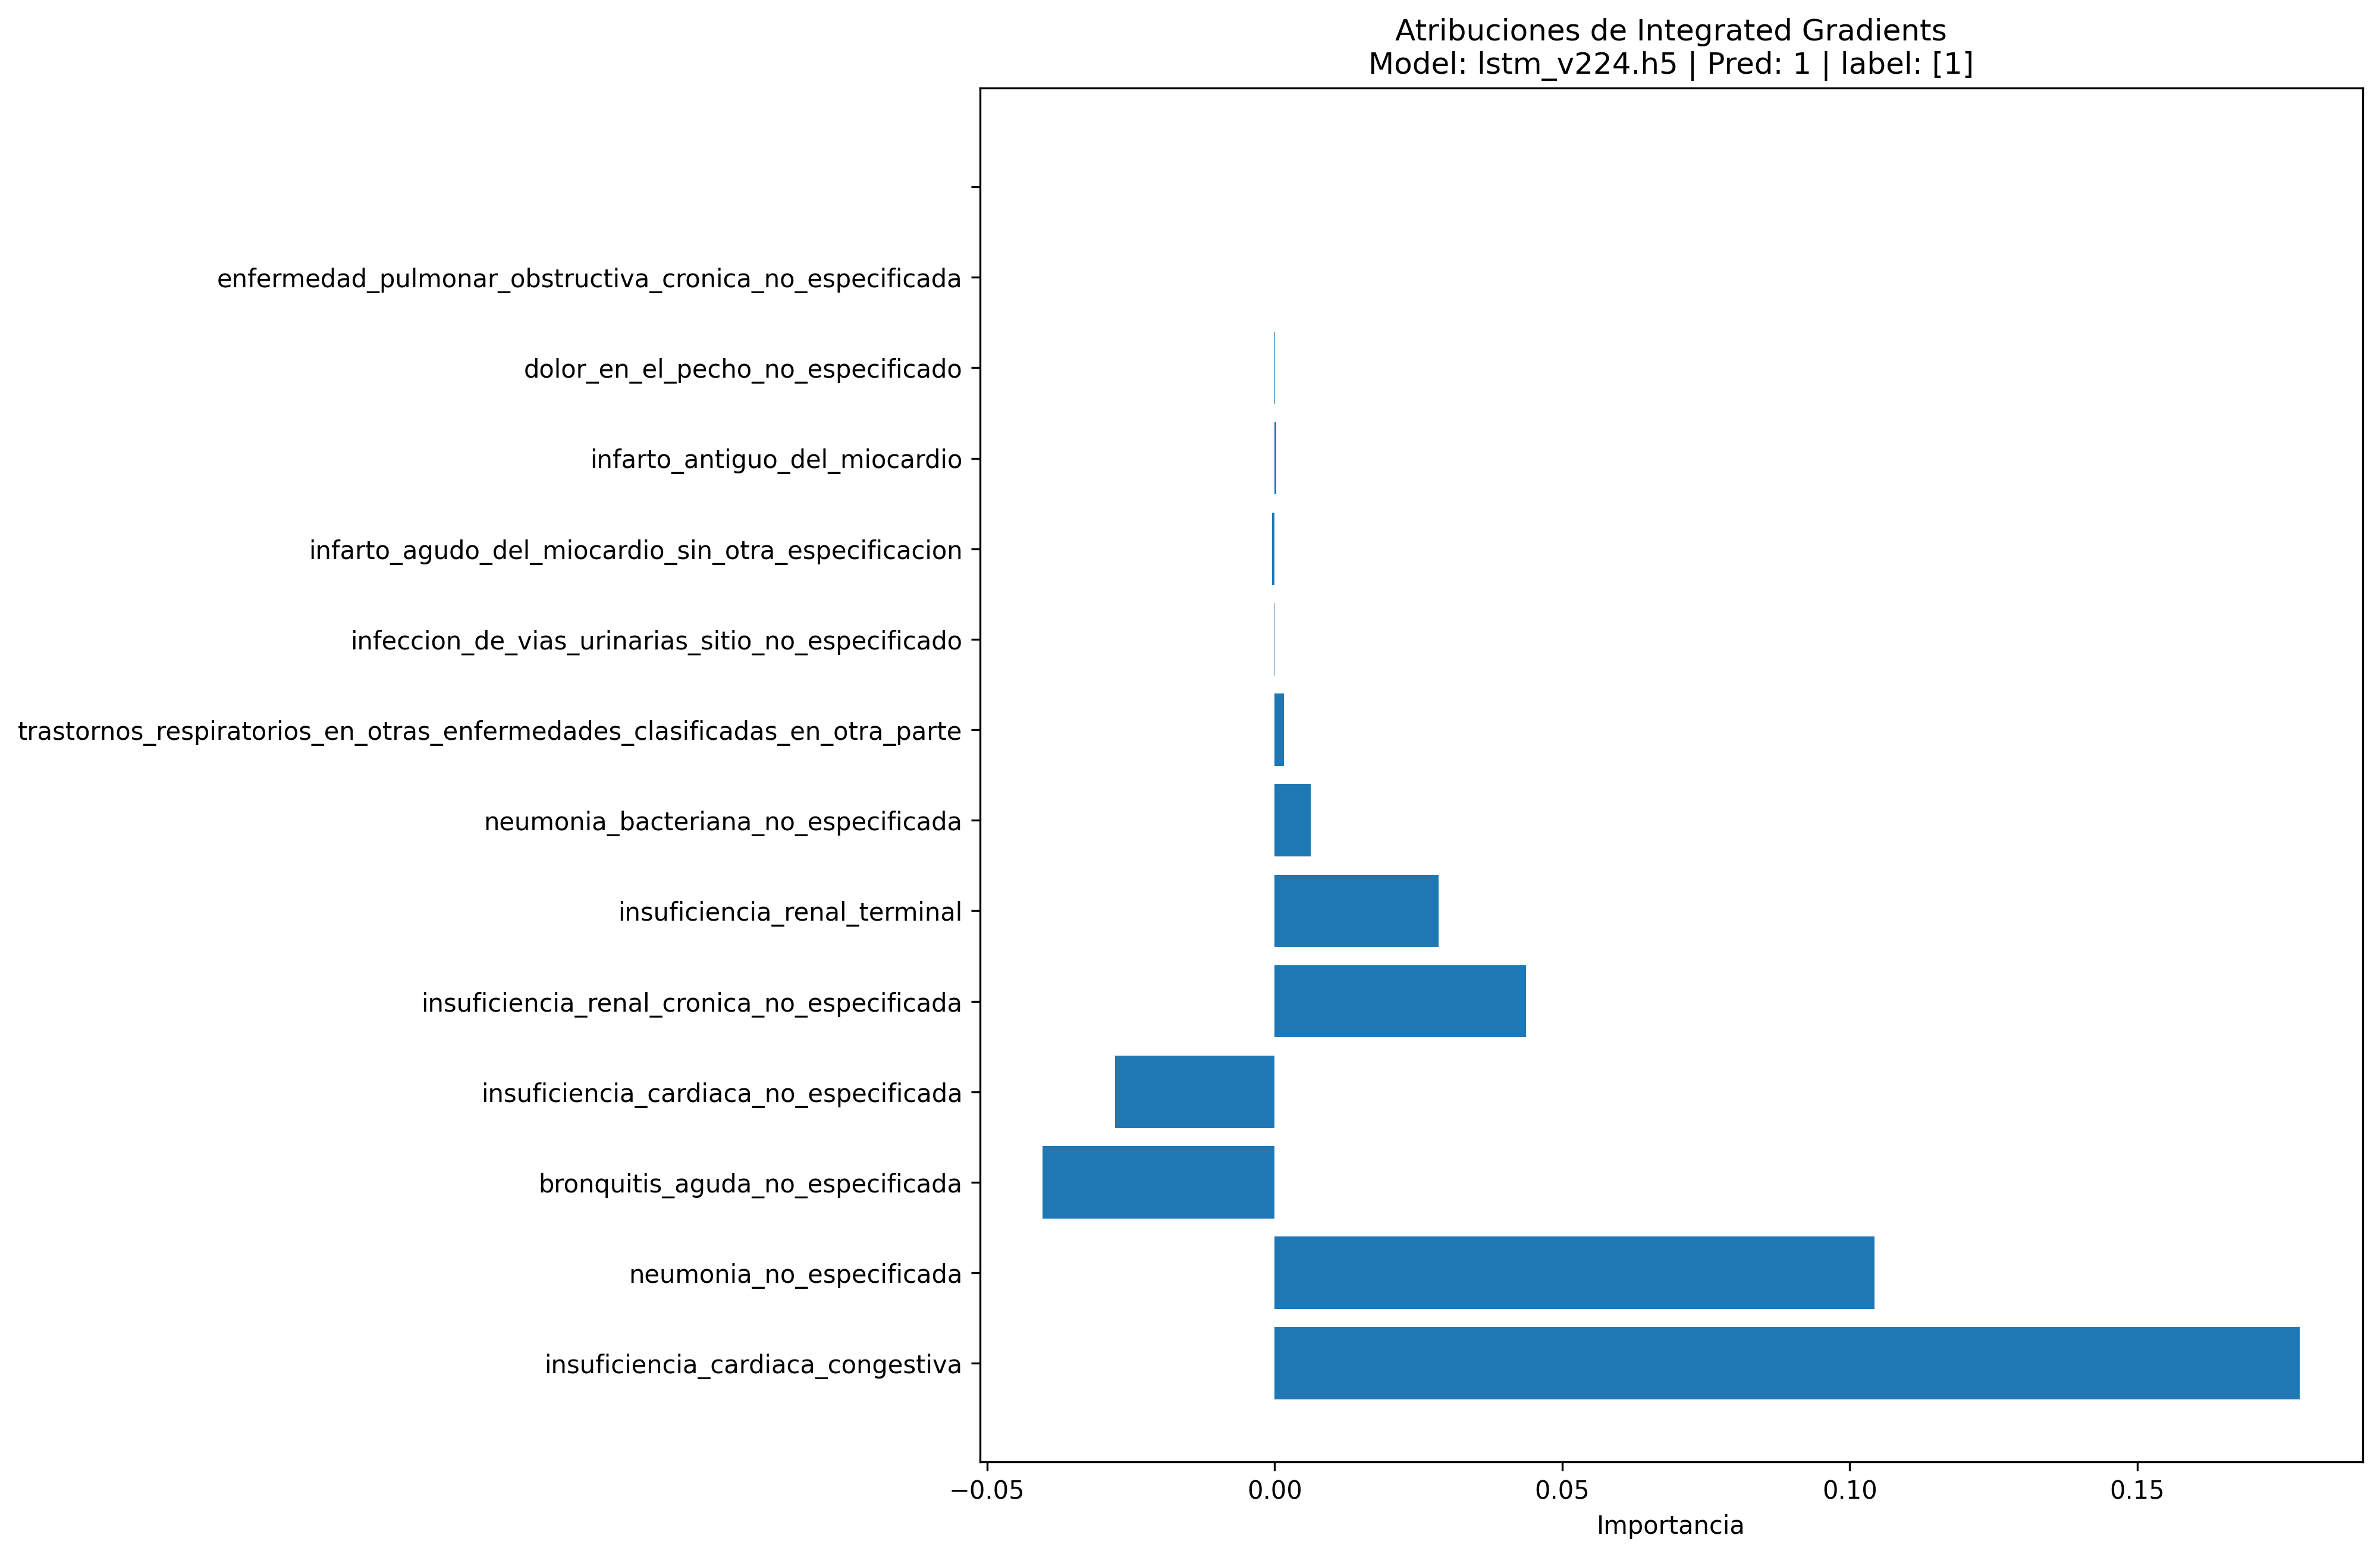 Atribuciones de Integrated Gradients
Model: lstm_v224.h5 | Pred: 1 | label: [1]
enfermedad_pulmonar_obstructiva_cronica_no_especificada
dolor_en_el_pecho_no_especificado
infarto_antiguo_del_miocardio
infarto_agudo_del_miocardio_sin_otra_especificacion
infeccion_de_vias_urinarias_sitio_no_especificado
trastornos_respiratorios_en_otras_enfermedades_clasificadas_en_otra_parte
neumonia_bacteriana_no_especificada
insuficiencia_renal_terminal
insuficiencia_renal_cronica_no_especificada
insuficiencia_cardiaca_no_especificada
bronquitis_aguda_no_especificada
neumonia_no_especificada
insuficiencia_cardiaca_congestiva
−0.05 0.00 0.05 0.10 0.15
Importancia